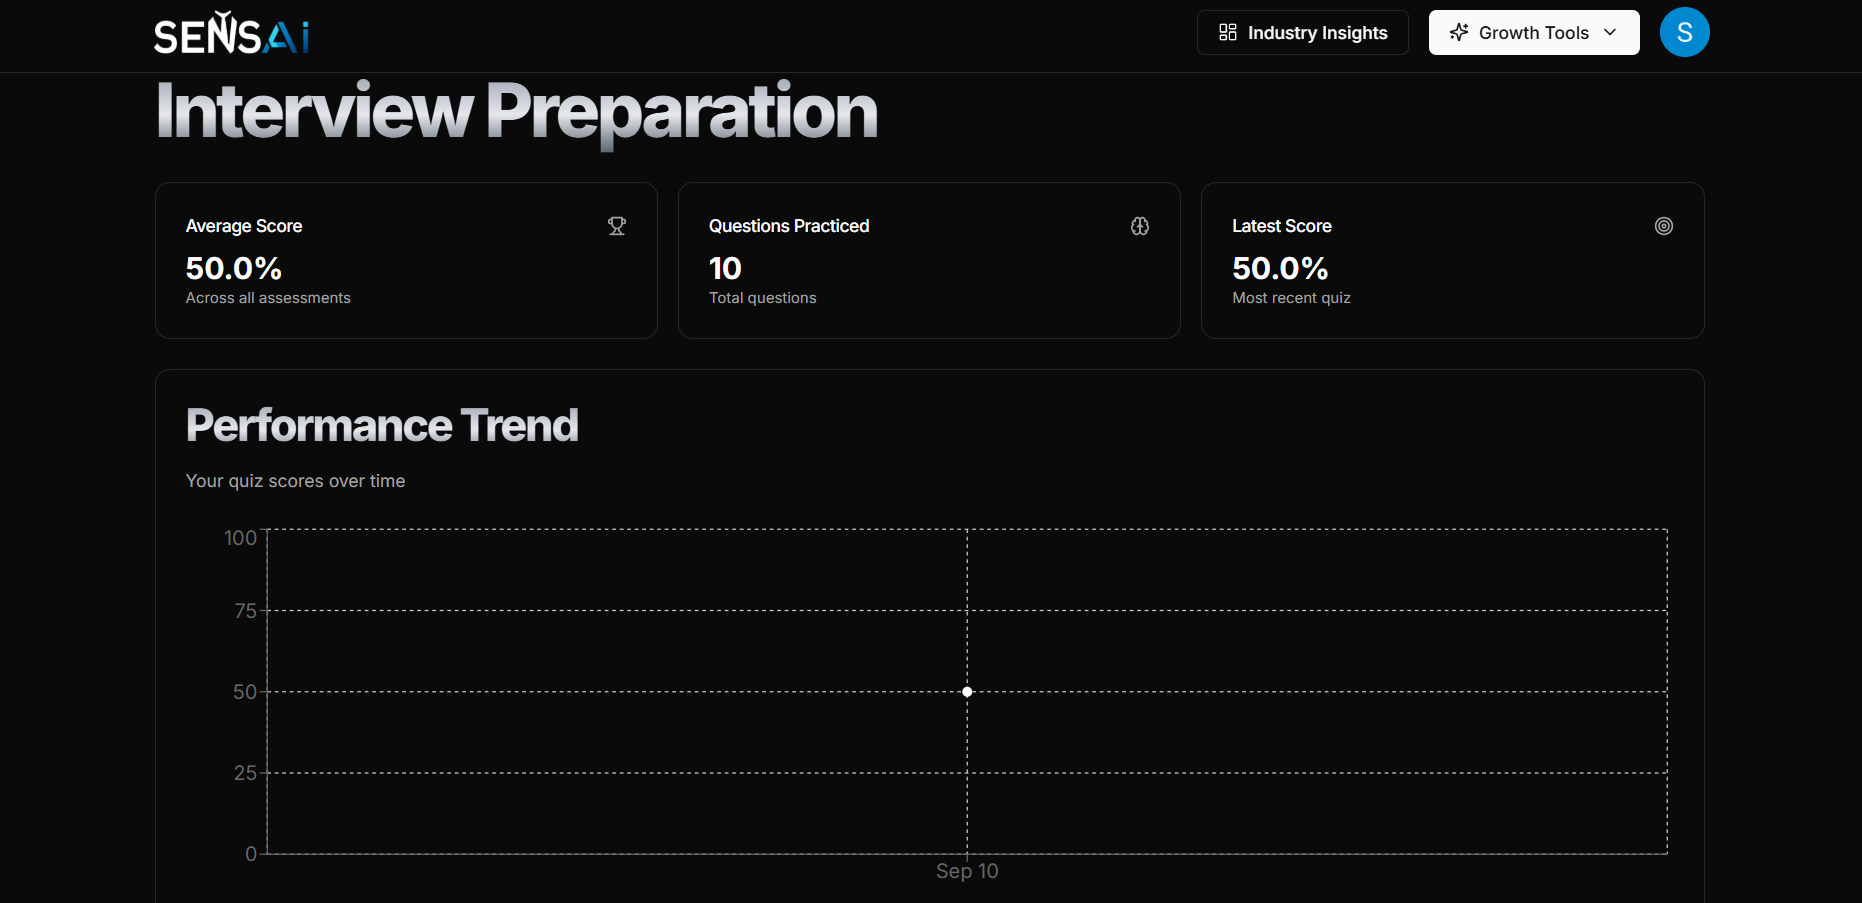 SENSAi
Industry Insights
Growth Tools
S
Interview Preparation
Average Score
50.0%
Across all assessments
Questions Practiced
10
Total questions
Latest Score
50.0%
Most recent quiz
Performance Trend
Your quiz scores over time
100
75
50
25
0
Sep 10